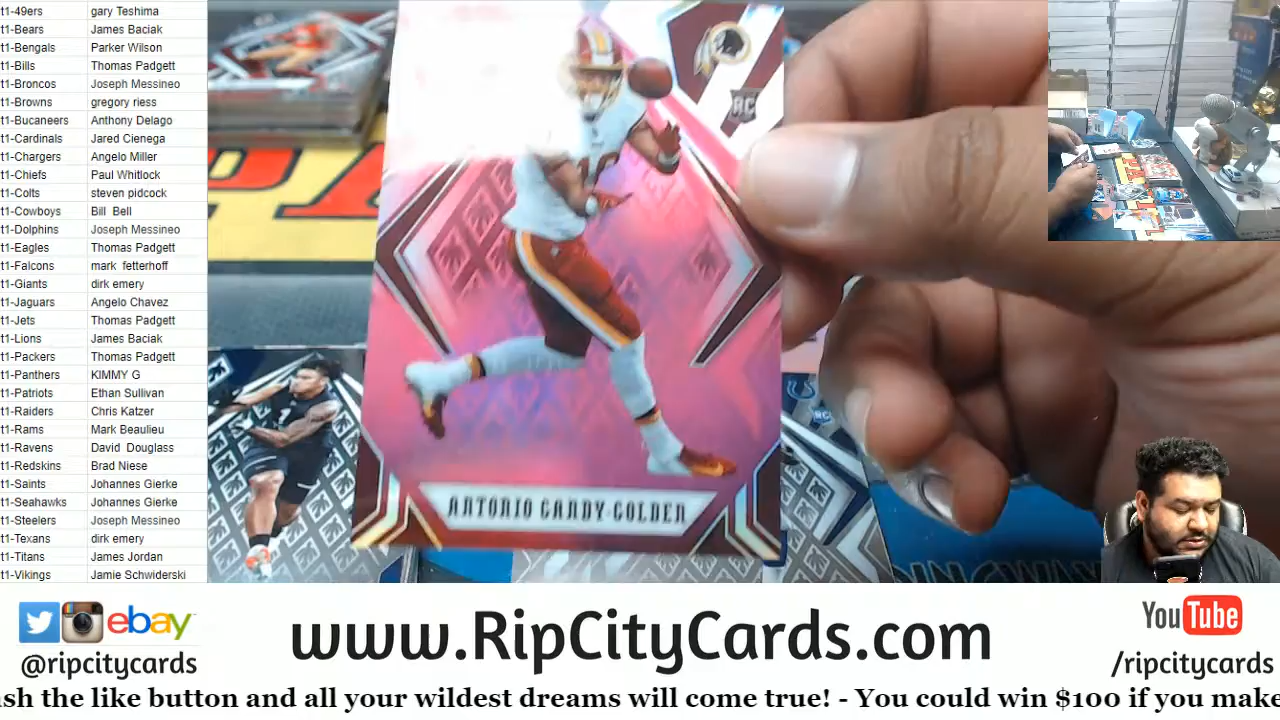 t1-49ers gary Teshima
t1-Bears James Baciak
t1-Bengals Parker Wilson
t1-Bills Thomas Padgett
t1-Broncos Joseph Messineo
t1-Browns gregory riess
t1-Bucaneers Anthony Delago
t1-Cardinals Jared Cienega
t1-Chargers Angelo Miller
t1-Chiefs Paul Whitlock
t1-Colts steven pidcock
t1-Cowboys Bill Bell
t1-Dolphins Joseph Messineo
t1-Eagles Thomas Padgett
t1-Falcons mark fetterhoff
t1-Giants dirk emery
t1-Jaguars Angelo Chavez
t1-Jets Thomas Padgett
t1-Lions James Baciak
t1-Packers Thomas Padgett
t1-Panthers KIMMY G
t1-Patriots Ethan Sullivan
t1-Raiders Chris Katzer
t1-Rams Mark Beaulieu
t1-Ravens David Douglass
t1-Redskins Brad Niese
t1-Saints Johannes Gierke
t1-Seahawks Johannes Gierke
t1-Steelers Joseph Messineo
t1-Texans dirk emery
t1-Titans James Jordan
t1-Vikings Jamie Schwiderski
RC
ANTONIO GANDY-GOLDEN
ebay
@ripcitycards
www.RipCityCards.com
YouTube
/ripcitycards
ash the like button and all your wildest dreams will come true! - You could win $100 if you make